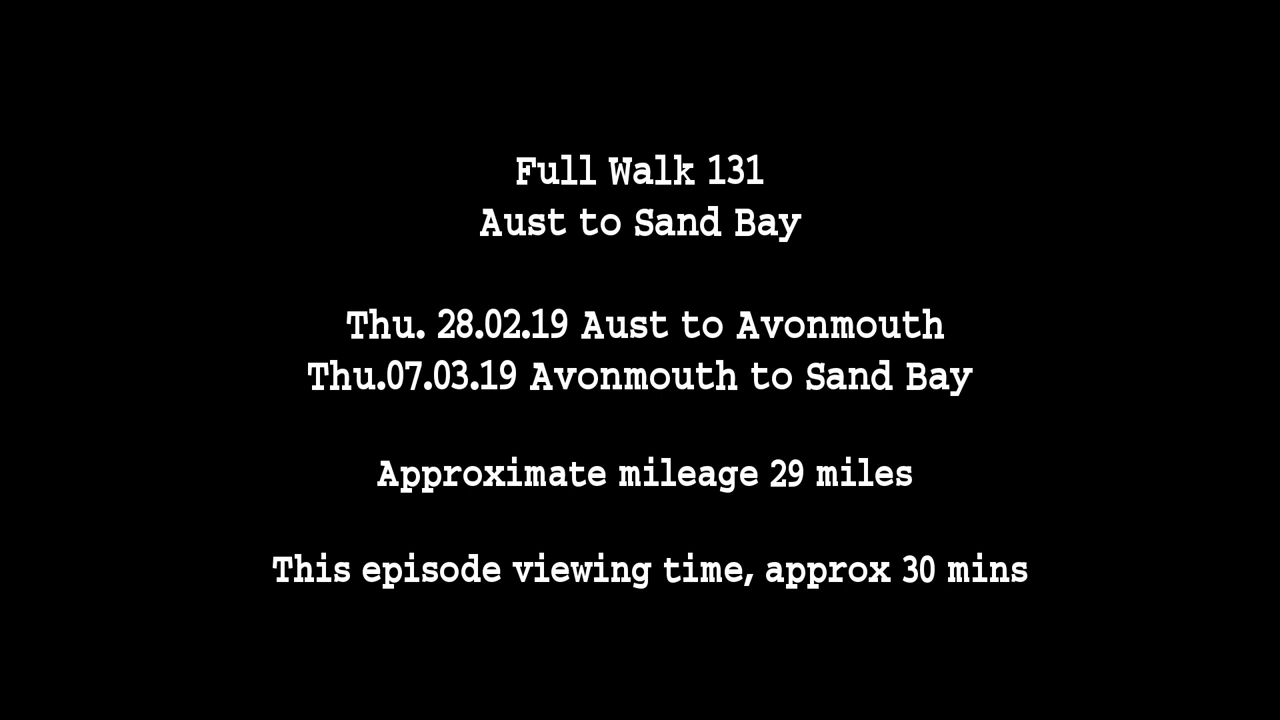 Full Walk 131
Aust to Sand Bay
Thu. 28.02.19 Aust to Avonmouth
Thu.07.03.19 Avonmouth to Sand Bay
Approximate mileage 29 miles
This episode viewing time, approx 30 mins